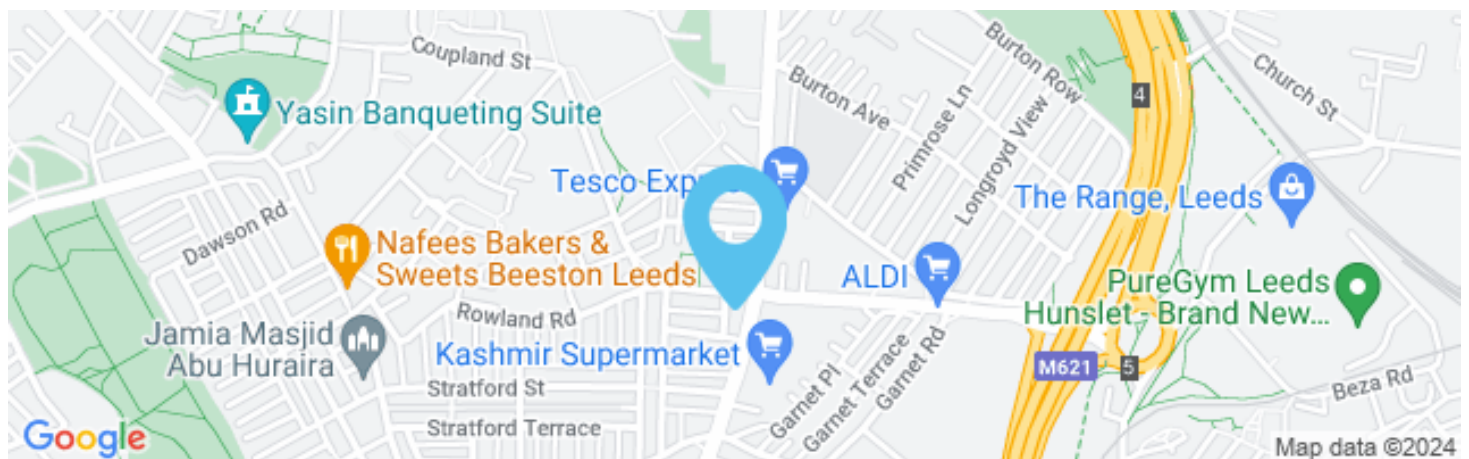 Coupland St
Burton Row
Burton Ave
4
Church St
Yasin Banqueting Suite
Primrose Ln
Longroyd View
Tesco
The Range, Leeds
Dawson Rd
Nafees Bakers &
Sweets Beeston Leeds
ALDI
PureGym Leeds
Hunslet - Brand New...
Rowland Rd
Jamia Masjid
Abu Huraira
Kashmir Supermarket
M621
5
Beza Rd
Stratford St
Garnet Pl
Garnet Terrace
Garnet Rd
Stratford Terrace
Google
Map data ©2024